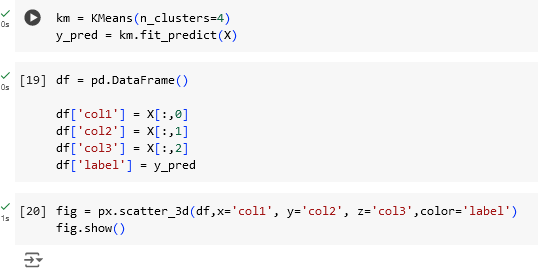 km = KMeans(n_clusters=4)
0s
y_pred = km.fit_predict(X)
[19] df = pd.DataFrame()
0s
df['col1'] = X[:,0]
df['col2'] = X[:,1]
df['col3'] = X[:,2]
df['label'] = y_pred
[20] fig = px.scatter_3d(df,x='col1', y='col2', z='col3',color='label')
1s
fig.show()